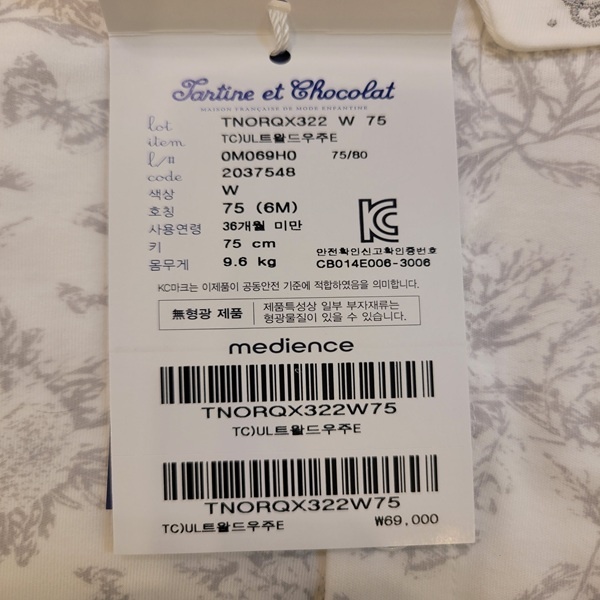 Tartine et Chocolat
MAISON FRANÇAISE DE MODE ENFANTINE
lot TNORQX322 W 75
item TC)UL트왈드우주E
l/# 0M069H0 75/80
code 2037548
색상 W
호칭 75 (6M)
사용연령 36개월 미만
키 75 cm
몸무게 9.6 kg
KC
안전확인신고확인증번호
CB014E006-3006
KC마크는 이제품이 공통안전 기준에 적합하였음을 의미합니다.
無형광 제품
제품특성상 일부 부자재류는
형광물질이 있을 수 있습니다.
medience
TNORQX322W75
TC)UL트왈드우주E
TNORQX322W75
TC)UL트왈드우주E ₩69,000